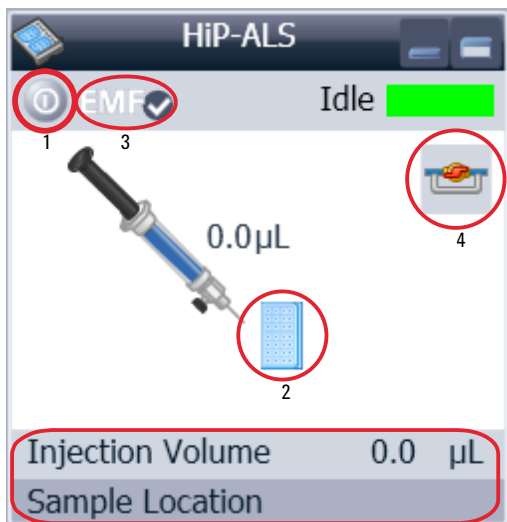 HiP-ALS
EMF Idle
1 3
4
0.0µL
2
Injection Volume 0.0 µL
Sample Location